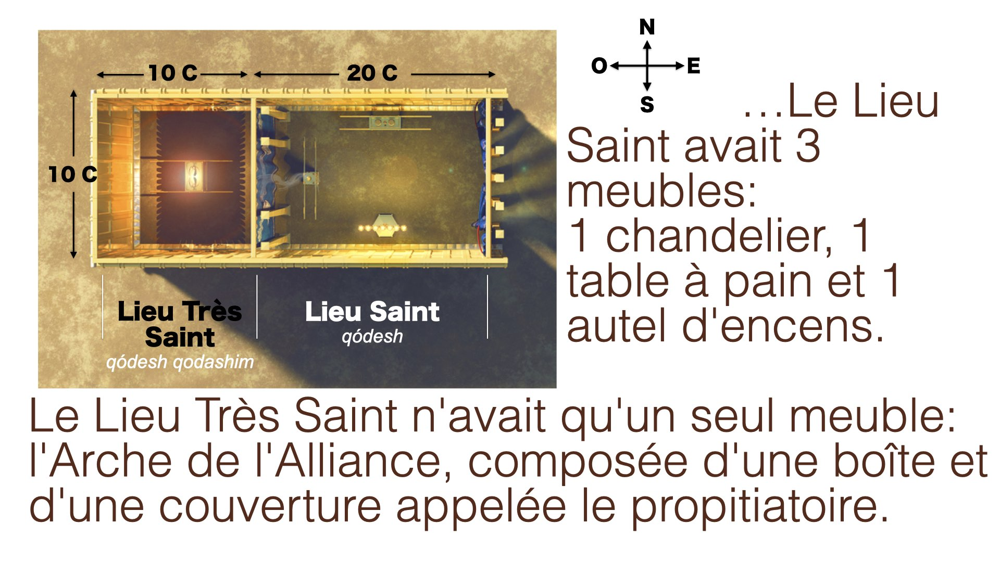 N
O E
S
10 C 20 C
10 C
Lieu Très
Saint
qódesh qodashim
Lieu Saint
qódesh
…Le Lieu
Saint avait 3
meubles:
1 chandelier, 1
table à pain et 1
autel d'encens.
Le Lieu Très Saint n'avait qu'un seul meuble:
l'Arche de l'Alliance, composée d'une boîte et
d'une couverture appelée le propitiatoire.